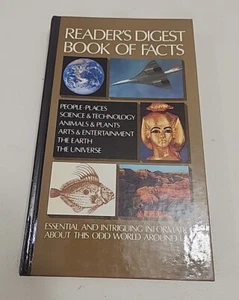 READER'S DIGEST
BOOK OF FACTS
PEOPLE · PLACES
SCIENCE & TECHNOLOGY
ANIMALS & PLANTS
ARTS & ENTERTAINMENT
THE EARTH
THE UNIVERSE
ESSENTIAL AND INTRIGUING
ABOUT THIS ODD WORLD AROUND